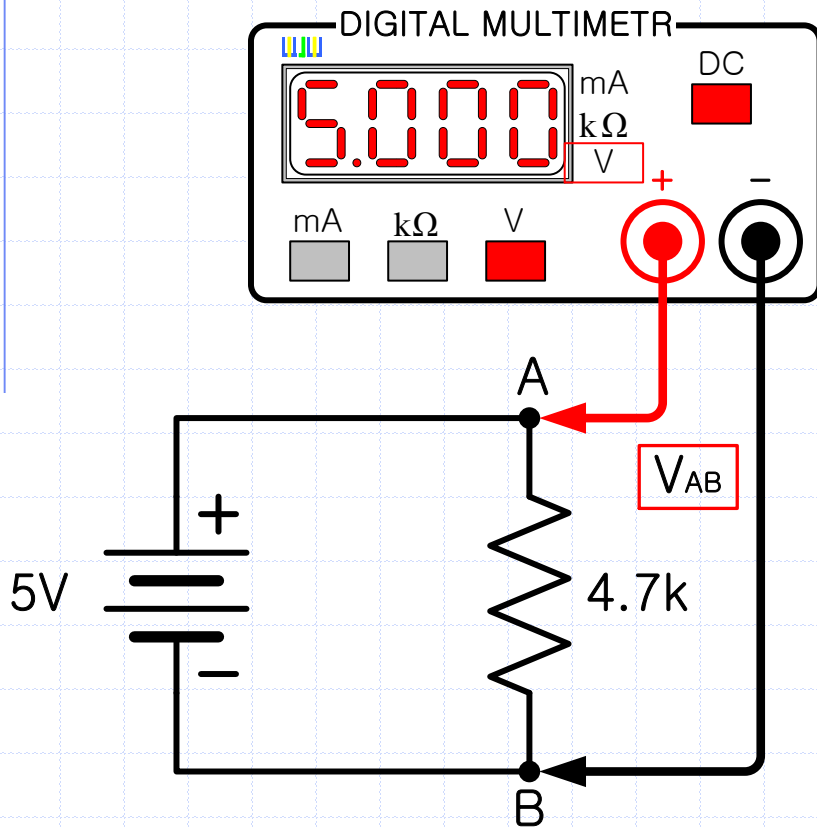 DIGITAL MULTIMETR
5.000
mA
kΩ
V
DC
+
−
mA
kΩ
V
A
VAB
+
5V
4.7k
−
B